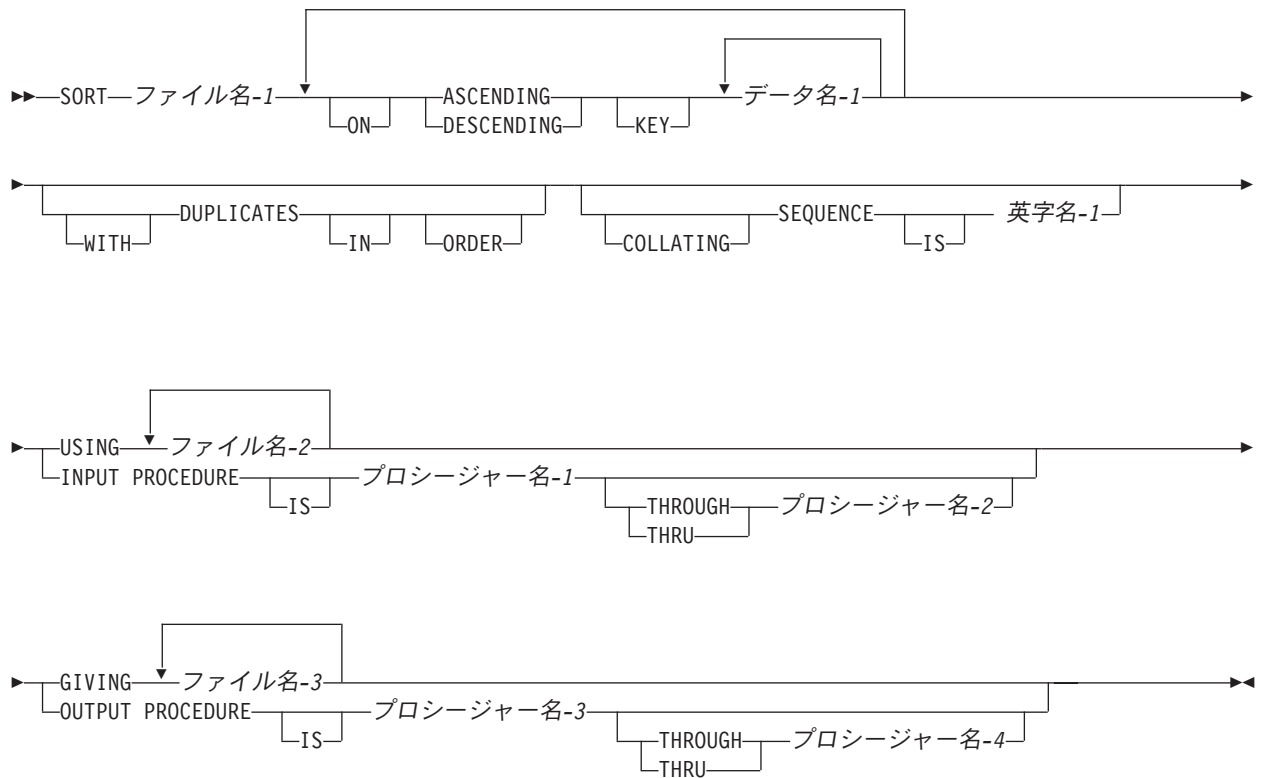 SORT ファイル名-1 ASCENDING データ名-1
ON DESCENDING KEY
DUPLICATES SEQUENCE 英字名-1
WITH IN ORDER COLLATING IS
USING ファイル名-2
INPUT PROCEDURE プロシージャー名-1
IS THROUGH プロシージャー名-2
THRU
GIVING ファイル名-3
OUTPUT PROCEDURE プロシージャー名-3
IS THROUGH プロシージャー名-4
THRU